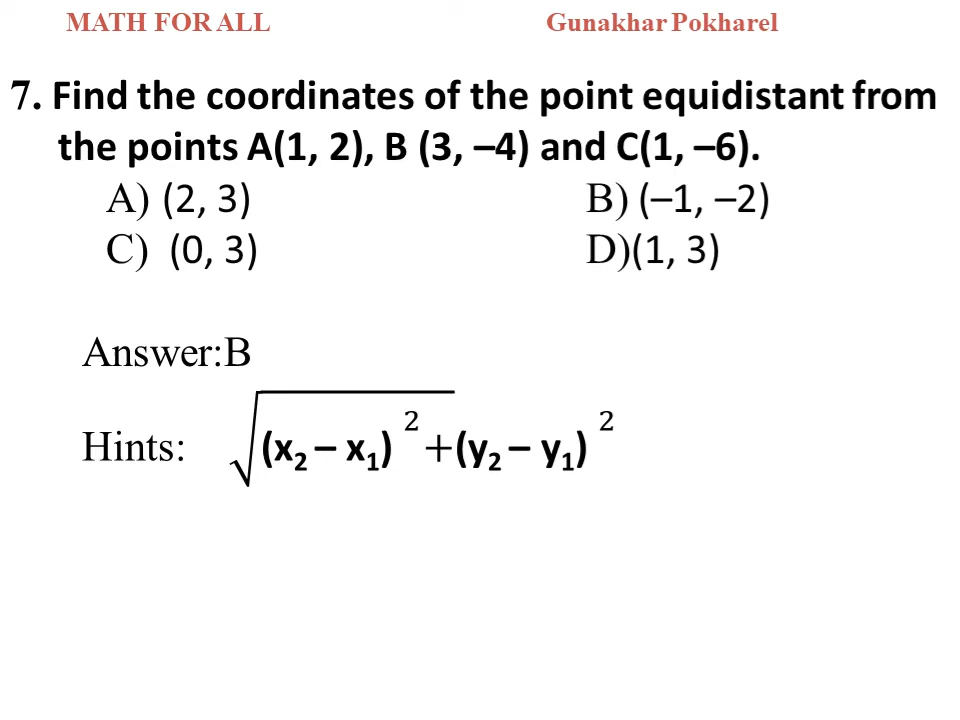 MATH FOR ALL Gunakhar Pokharel
7. Find the coordinates of the point equidistant from
the points A(1, 2), B (3, –4) and C(1, –6).
A) (2, 3) B) (–1, –2)
C) (0, 3) D)(1, 3)
Answer:B
Hints: √(x₂ – x₁) ² +(y₂ – y₁) ²